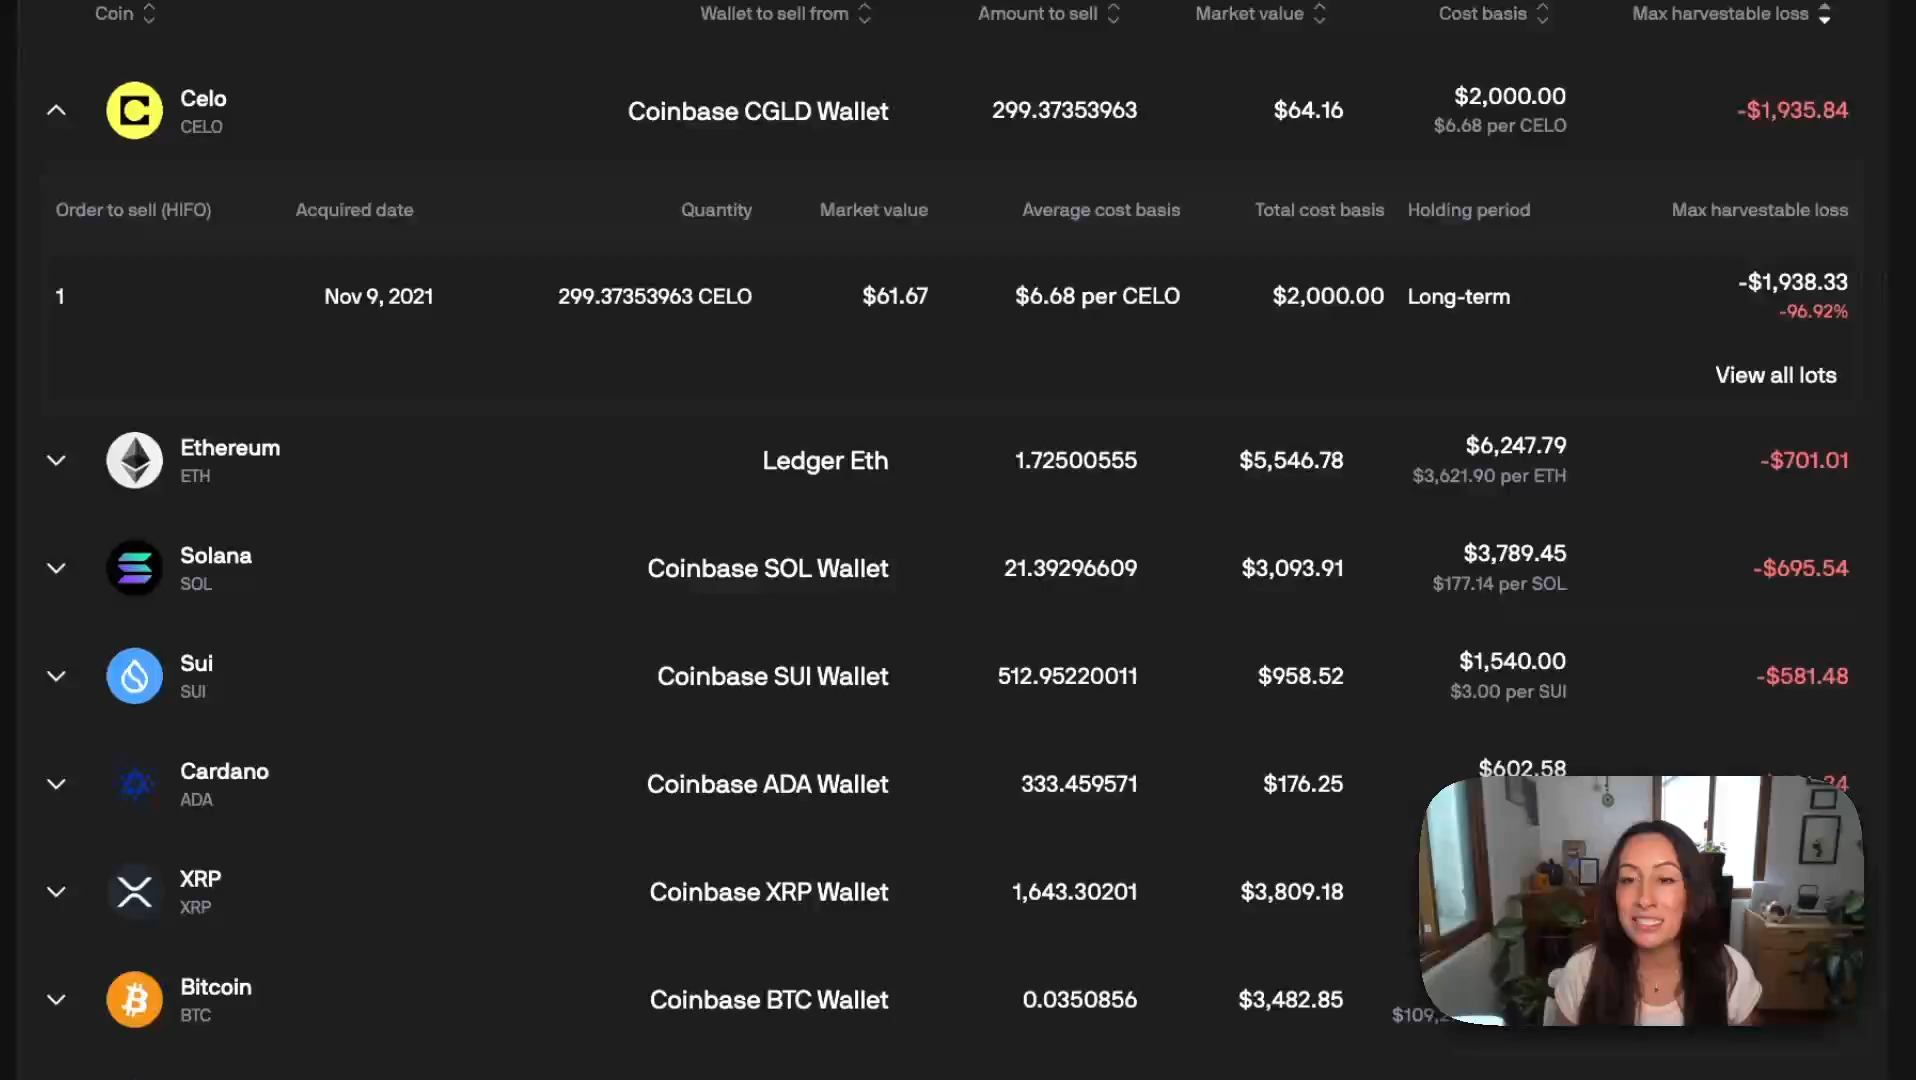 Coin Wallet to sell from Amount to sell Market value Cost basis Max harvestable loss
Celo
CELO
Coinbase CGLD Wallet 299.37353963 $64.16 $2,000.00 -$1,935.84
$6.68 per CELO
Order to sell (HIFO) Acquired date Quantity Market value Average cost basis Total cost basis Holding period Max harvestable loss
1 Nov 9, 2021 299.37353963 CELO $61.67 $6.68 per CELO $2,000.00 Long-term -$1,938.33
-96.92%
View all lots
Ethereum
ETH
Ledger Eth 1.72500555 $5,546.78 $6,247.79 -$701.01
$3,621.90 per ETH
Solana
SOL
Coinbase SOL Wallet 21.39296609 $3,093.91 $3,789.45 -$695.54
$177.14 per SOL
Sui
SUI
Coinbase SUI Wallet 512.95220011 $958.52 $1,540.00 -$581.48
$3.00 per SUI
Cardano
ADA
Coinbase ADA Wallet 333.459571 $176.25 $602.58
XRP
XRP
Coinbase XRP Wallet 1,643.30201 $3,809.18
Bitcoin
BTC
Coinbase BTC Wallet 0.0350856 $3,482.85